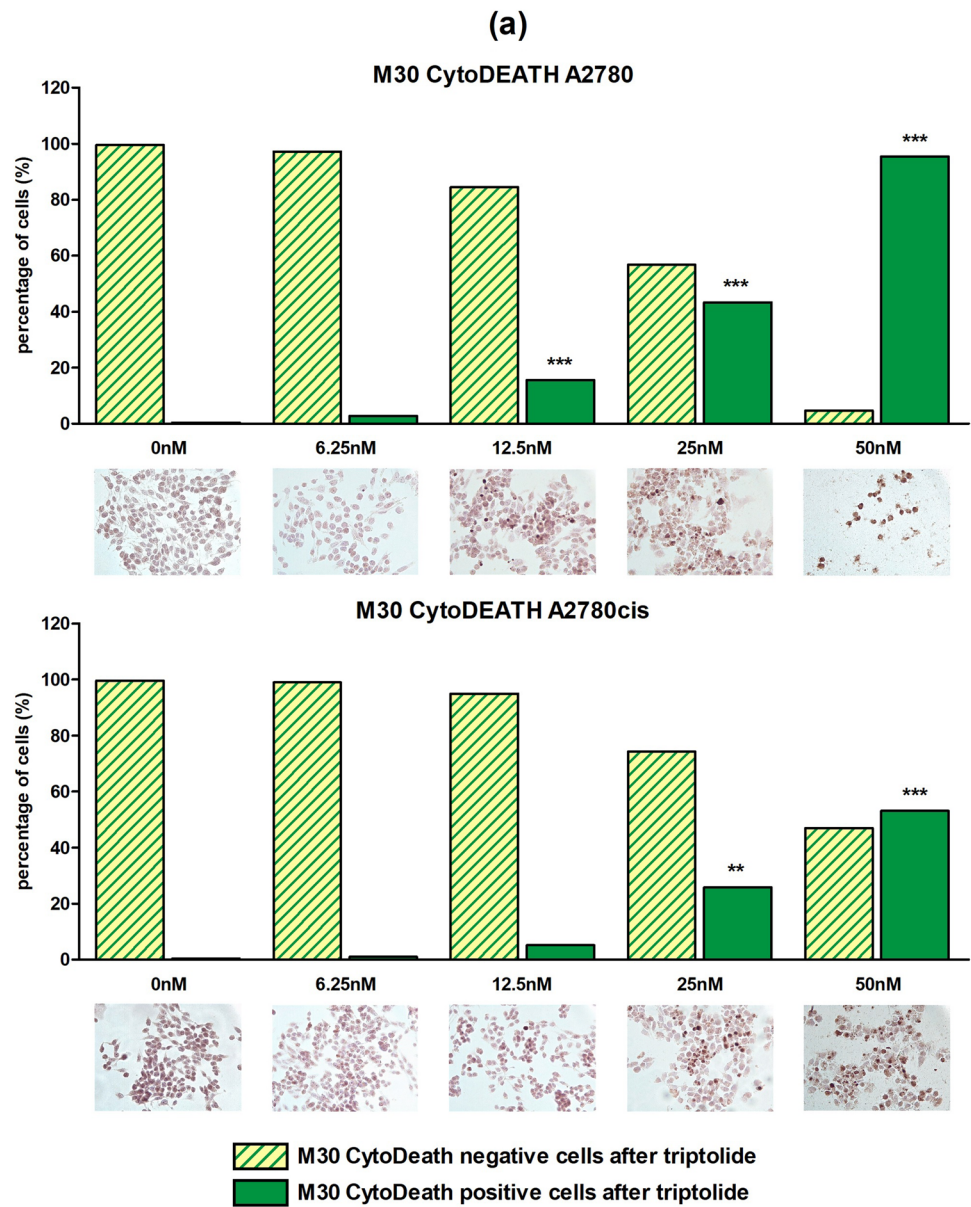 (a)
M30 CytoDEATH A2780
percentage of cells (%)
120
100
80
60
40
20
0
***
***
***
0nM 6.25nM 12.5nM 25nM 50nM
M30 CytoDEATH A2780cis
percentage of cells (%)
120
100
80
60
40
20
0
**
***
0nM 6.25nM 12.5nM 25nM 50nM
M30 CytoDeath negative cells after triptolide
M30 CytoDeath positive cells after triptolide